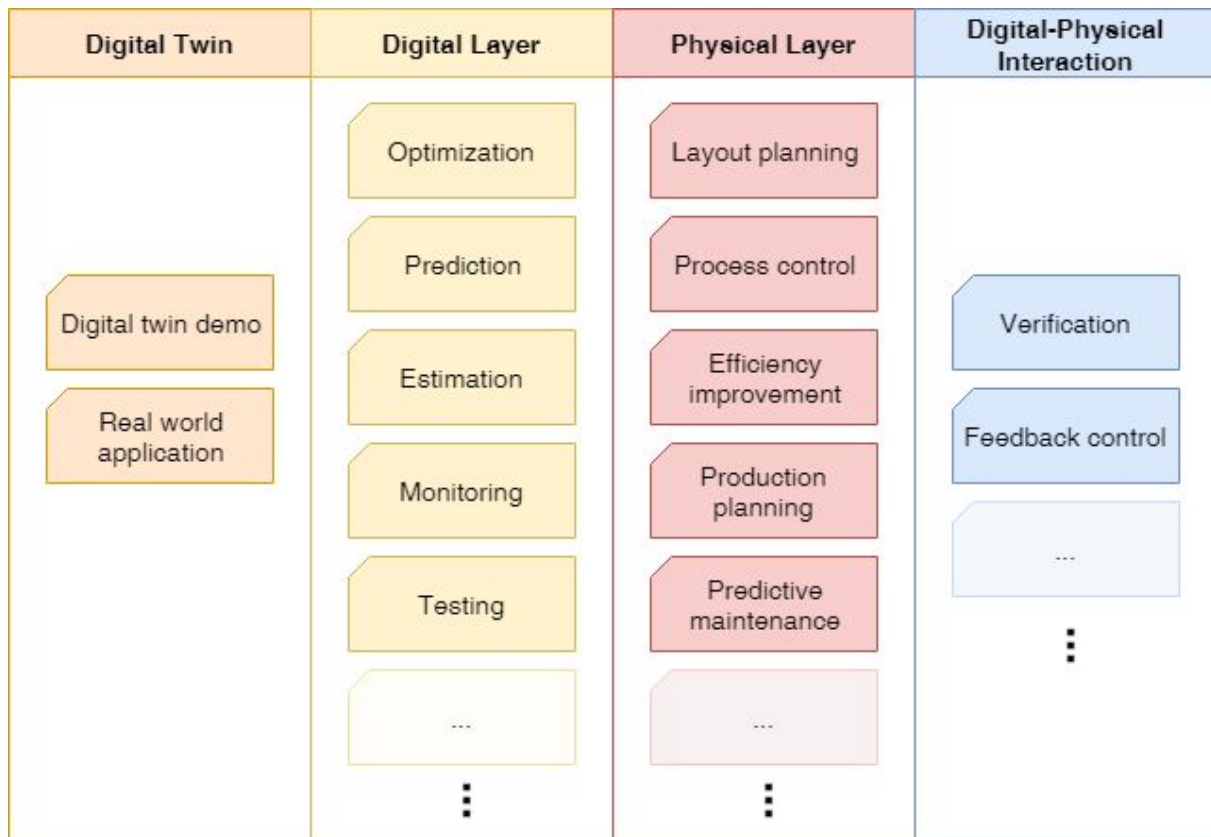 Digital Twin
Digital Layer
Physical Layer
Digital-Physical
Interaction
Digital twin demo
Real world
application
Optimization
Prediction
Estimation
Monitoring
Testing
...
Layout planning
Process control
Efficiency
improvement
Production
planning
Predictive
maintenance
...
Verification
Feedback control
...